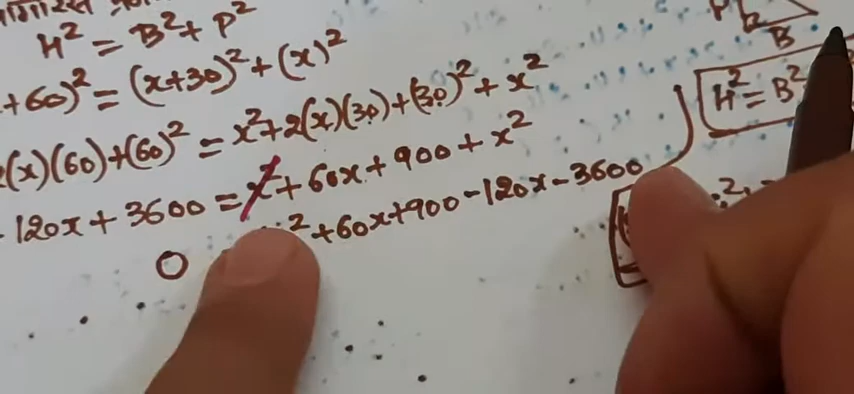 H² = B² + P²
+60)² = (x+30)² + (x)²
(x)(60)+(60)² = x²+2(x)(30)+(30)² + x²
120x + 3600 = x² + 60x + 900 + x²
0
² +60x+900-120x-3600
P
B
H² = B²